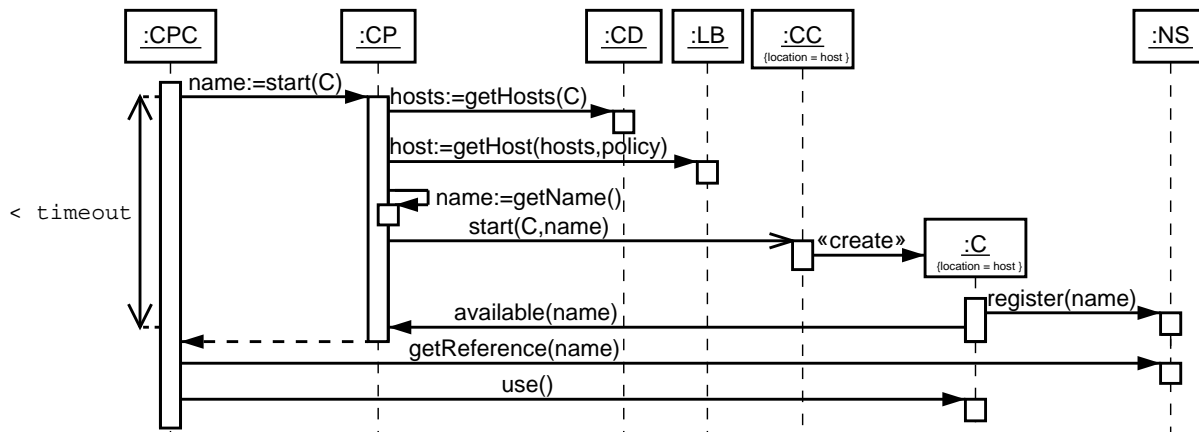 :CPC
:CP
:CD
:LB
:CC
{location = host }
:NS
name:=start(C)
hosts:=getHosts(C)
host:=getHost(hosts,policy)
name:=getName()
< timeout
start(C,name)
«create»
:C
{location = host }
register(name)
available(name)
getReference(name)
use()